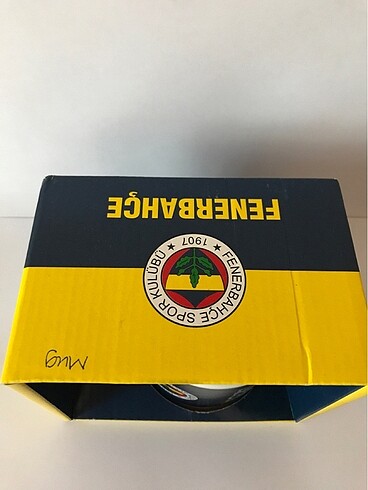 FENERBAHÇE
FENERBAHÇE SPOR KULÜBÜ
★ 1907 ★
Mug